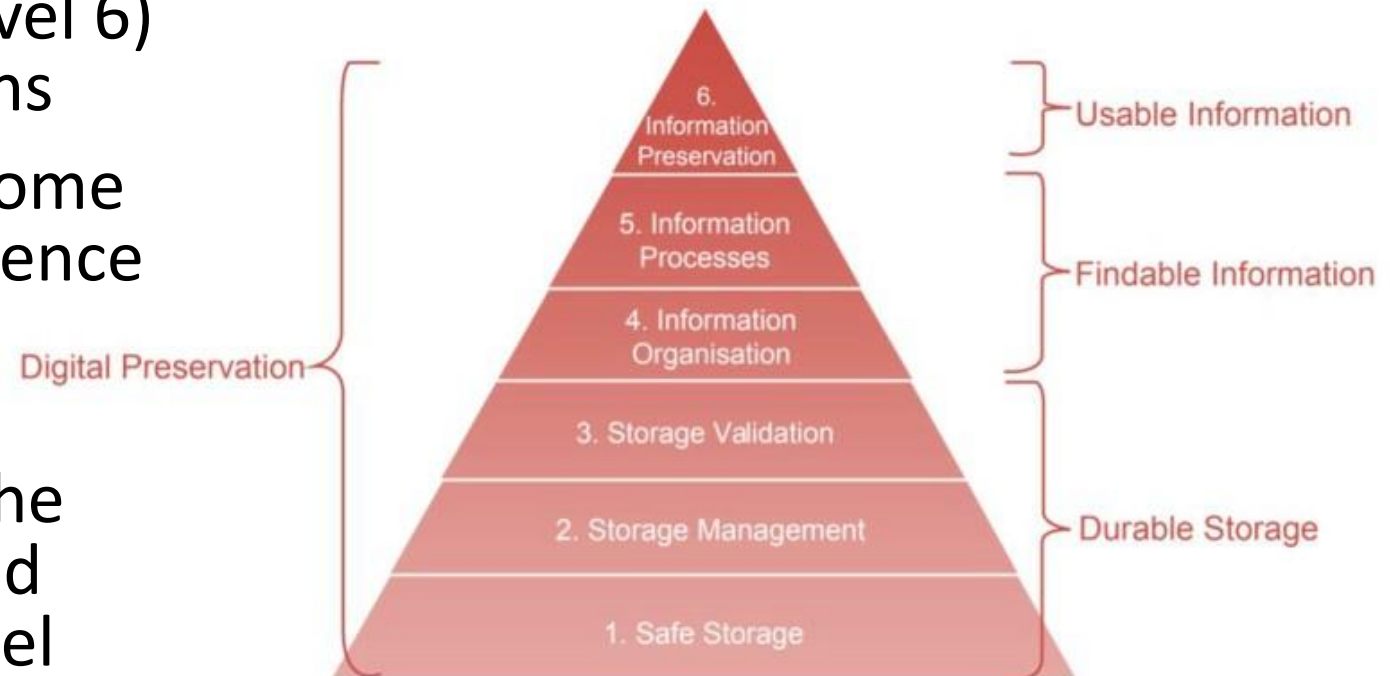 vel 6)
ns
ome
ence
he
d
el
Digital Preservation
6.
Information
Preservation
5. Information
Processes
4. Information
Organisation
3. Storage Validation
2. Storage Management
1. Safe Storage
Usable Information
Findable Information
Durable Storage